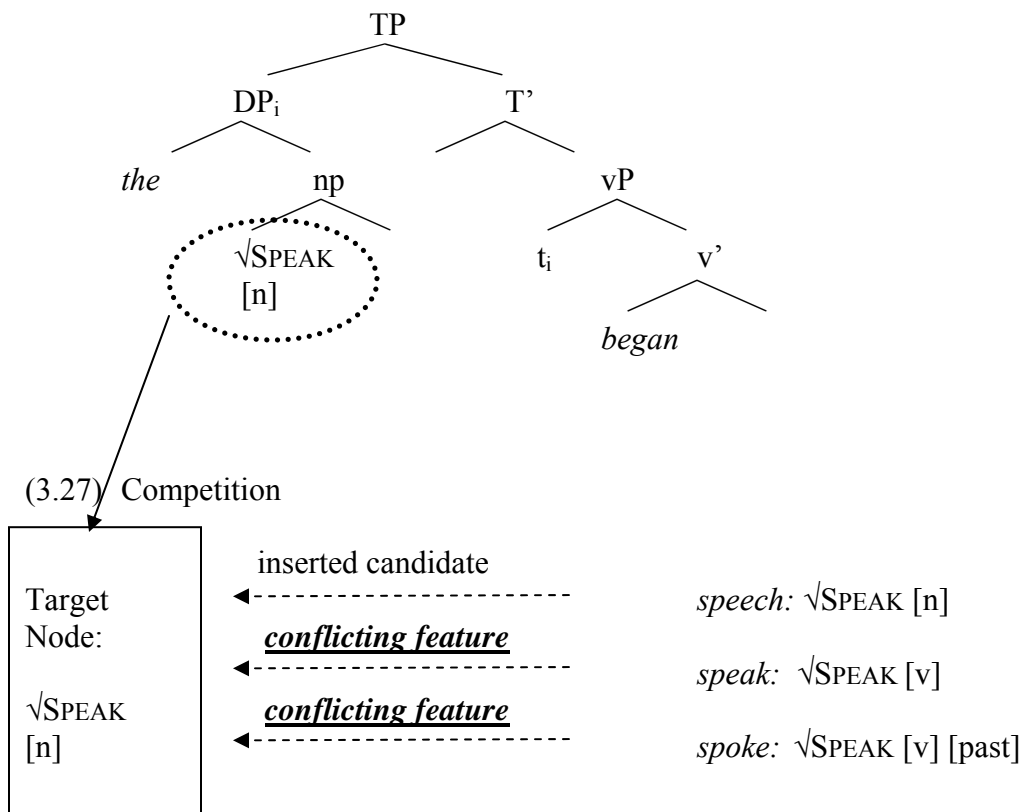 TP
DPᵢ T’
the np vP
√SPEAK tᵢ v’
[n]
began
(3.27) Competition
inserted candidate
Target speech: √SPEAK [n]
Node: conflicting feature
speak: √SPEAK [v]
√SPEAK conflicting feature
[n] spoke: √SPEAK [v] [past]